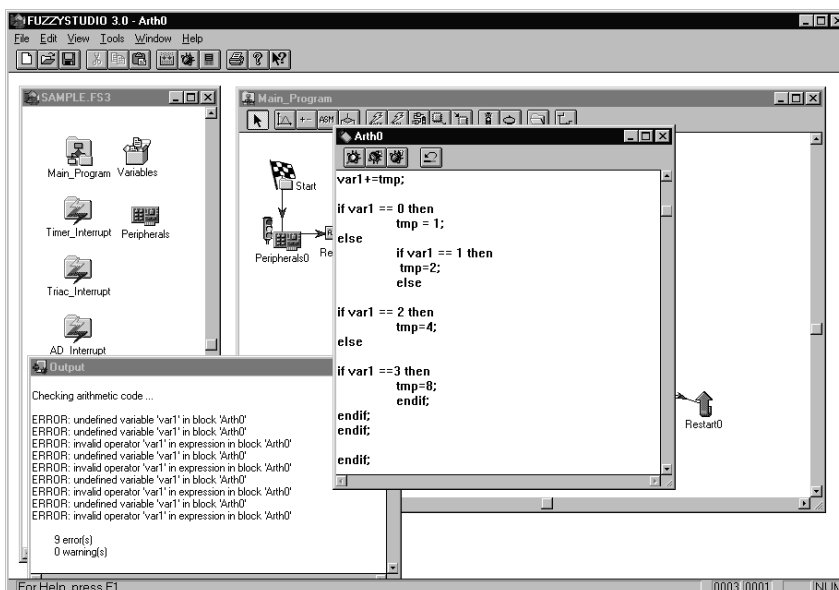 FUZZYSTUDIO 3.0 - Arth0
File Edit View Tools Window Help
SAMPLE.FS3
Main_Program Variables
Timer_Interrupt Peripherals
Triac_Interrupt
AD_Interrupt
Main_Program
ASM
Start
Peripherals0
Re
Restart0
Arth0
var1+=tmp;
if var1 == 0 then
tmp = 1;
else
if var1 == 1 then
tmp=2;
else
if var1 == 2 then
tmp=4;
else
if var1 ==3 then
tmp=8;
endif;
endif;
endif;
endif;
Output
Checking arithmetic code ...
ERROR: undefined variable 'var1' in block 'Arth0'
ERROR: undefined variable 'var1' in block 'Arth0'
ERROR: invalid operator 'var1' in expression in block 'Arth0'
ERROR: undefined variable 'var1' in block 'Arth0'
ERROR: invalid operator 'var1' in expression in block 'Arth0'
ERROR: undefined variable 'var1' in block 'Arth0'
ERROR: invalid operator 'var1' in expression in block 'Arth0'
ERROR: undefined variable 'var1' in block 'Arth0'
ERROR: invalid operator 'var1' in expression in block 'Arth0'
9 error(s)
0 warning(s)
For Help, press F1
0003 0001
NUM